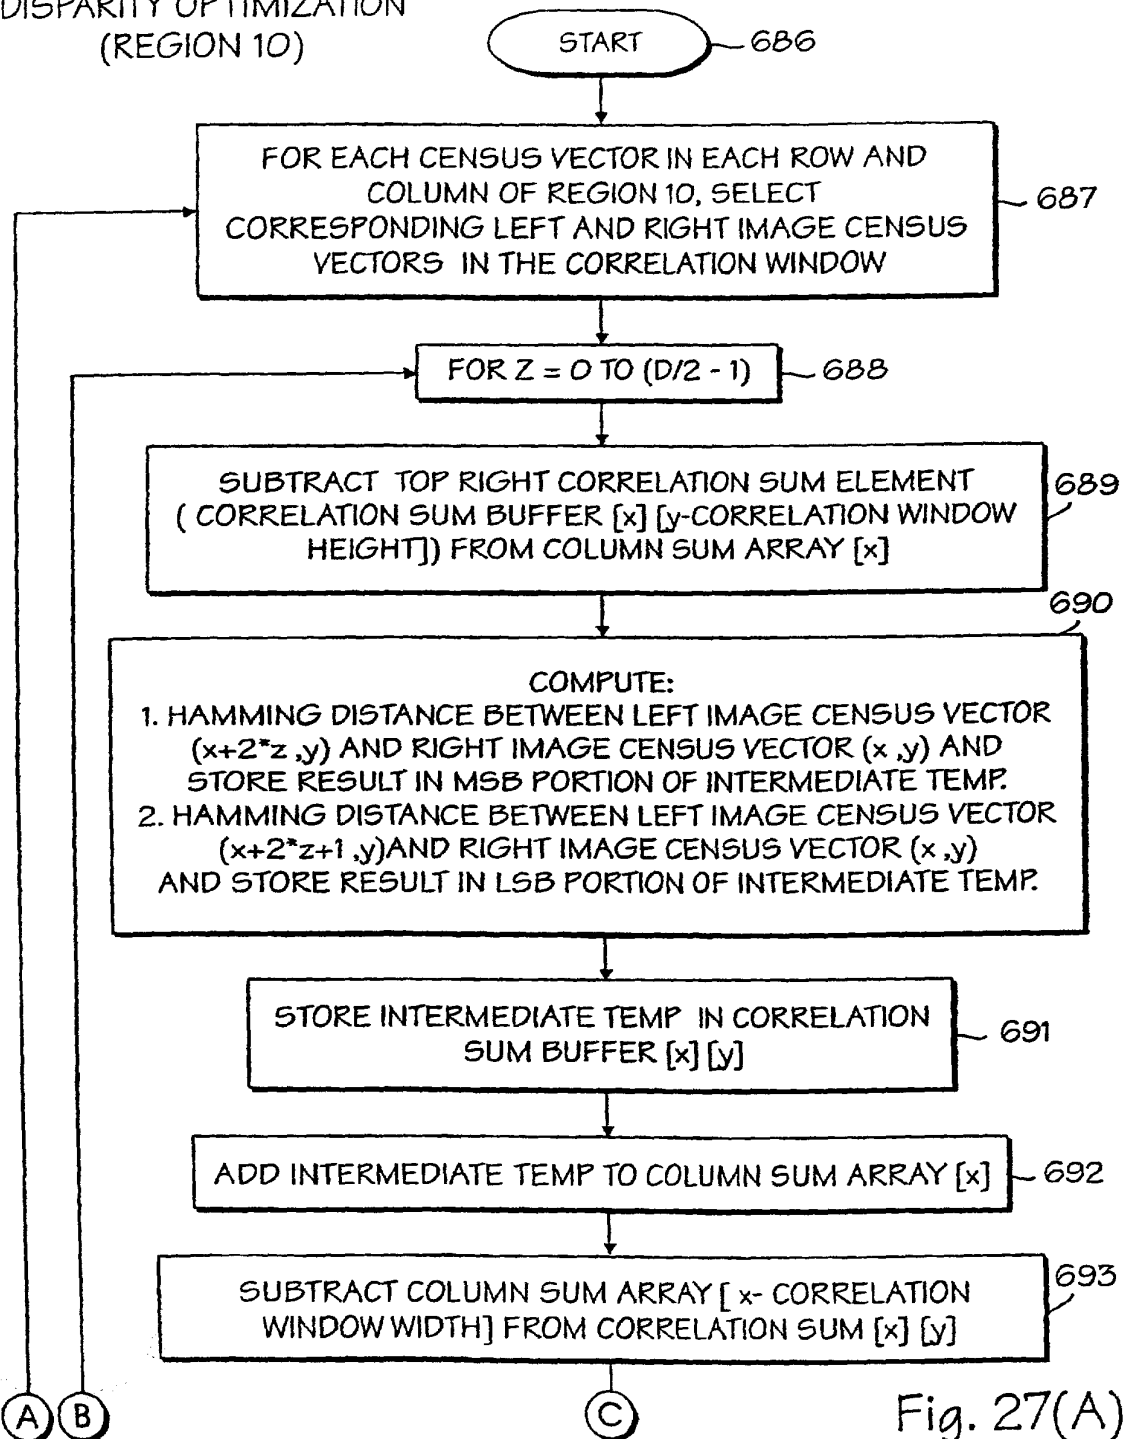 DISPARITY OPTIMIZATION
(REGION 10)
START
686
FOR EACH CENSUS VECTOR IN EACH ROW AND
COLUMN OF REGION 10, SELECT
CORRESPONDING LEFT AND RIGHT IMAGE CENSUS
VECTORS IN THE CORRELATION WINDOW
687
FOR Z = 0 TO (D/2 - 1)
688
SUBTRACT TOP RIGHT CORRELATION SUM ELEMENT
( CORRELATION SUM BUFFER [x] [y-CORRELATION WINDOW
HEIGHT]) FROM COLUMN SUM ARRAY [x]
689
690
COMPUTE:
1. HAMMING DISTANCE BETWEEN LEFT IMAGE CENSUS VECTOR
(x+2*z ,y) AND RIGHT IMAGE CENSUS VECTOR (x ,y) AND
STORE RESULT IN MSB PORTION OF INTERMEDIATE TEMP.
2. HAMMING DISTANCE BETWEEN LEFT IMAGE CENSUS VECTOR
(x+2*z+1 ,y)AND RIGHT IMAGE CENSUS VECTOR (x ,y)
AND STORE RESULT IN LSB PORTION OF INTERMEDIATE TEMP.
STORE INTERMEDIATE TEMP IN CORRELATION
SUM BUFFER [x] [y]
691
ADD INTERMEDIATE TEMP TO COLUMN SUM ARRAY [x]
692
SUBTRACT COLUMN SUM ARRAY [ x- CORRELATION
WINDOW WIDTH] FROM CORRELATION SUM [x] [y]
693
A B C
Fig. 27(A)